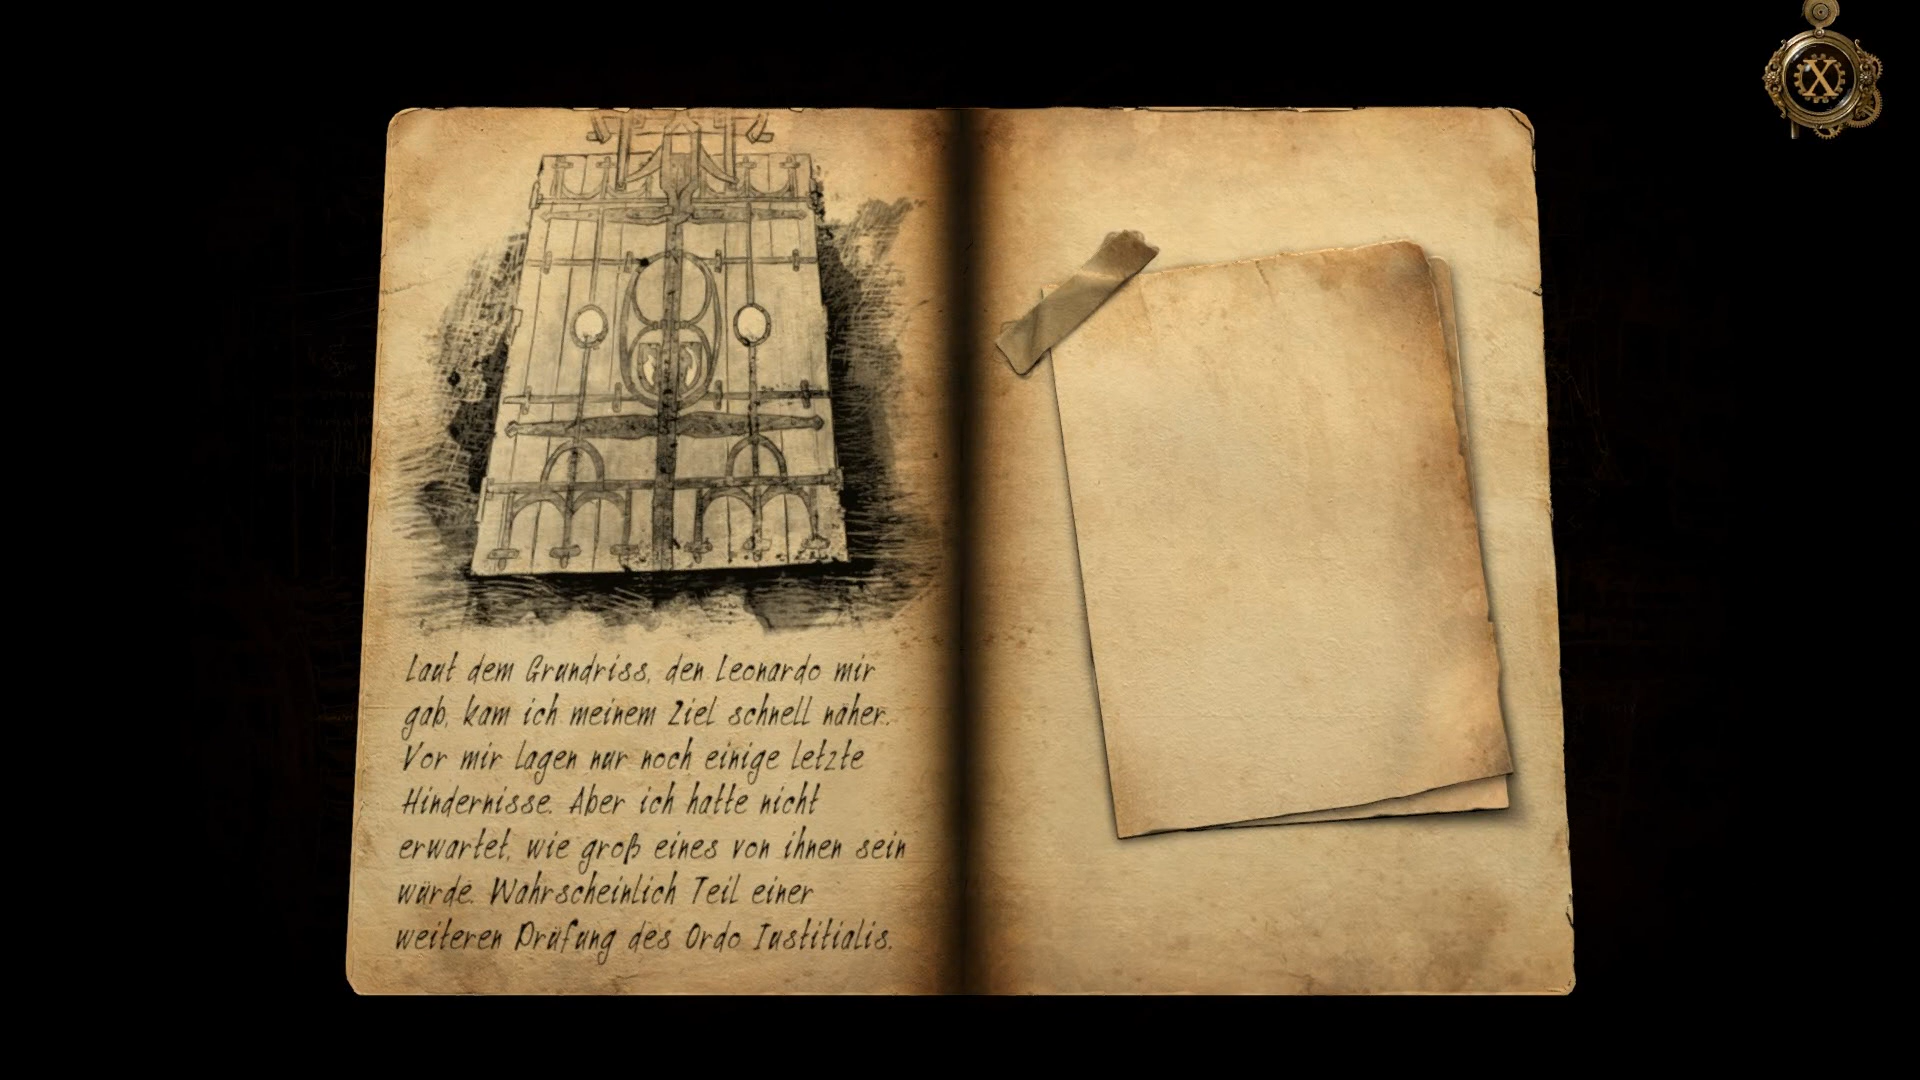 Laut dem Grundriss, den Leonardo mir
gab, kam ich meinem Ziel schnell näher.
Vor mir lagen nur noch einige letzte
Hindernisse. Aber ich hatte nicht
erwartet, wie groß eines von ihnen sein
würde. Wahrscheinlich Teil einer
weiteren Prüfung des Ordo Iustitialis.
X